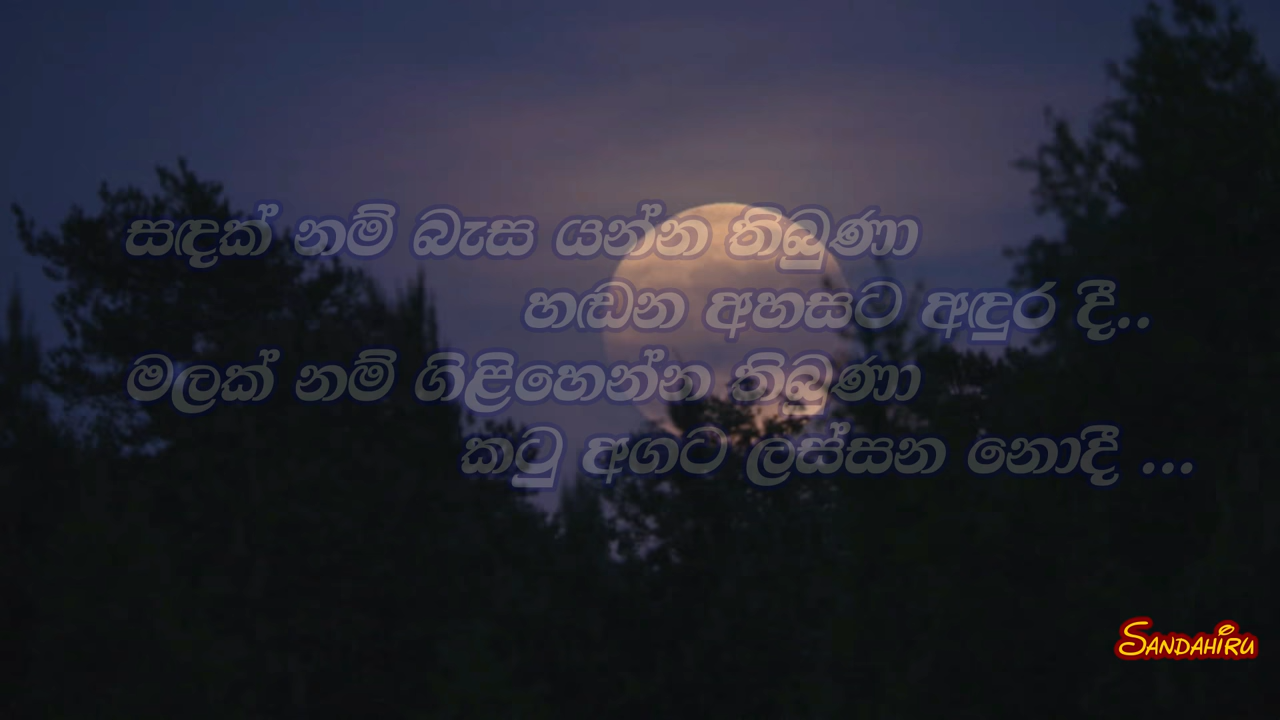 සඳක් නම් බැස යන්න තිබුණා
හඬන අහසට අඳුර දී..
මලක් නම් ගිළිහෙන්න තිබුණා
කටු අගට ලස්සන නොදී ...
SANDAHIRU